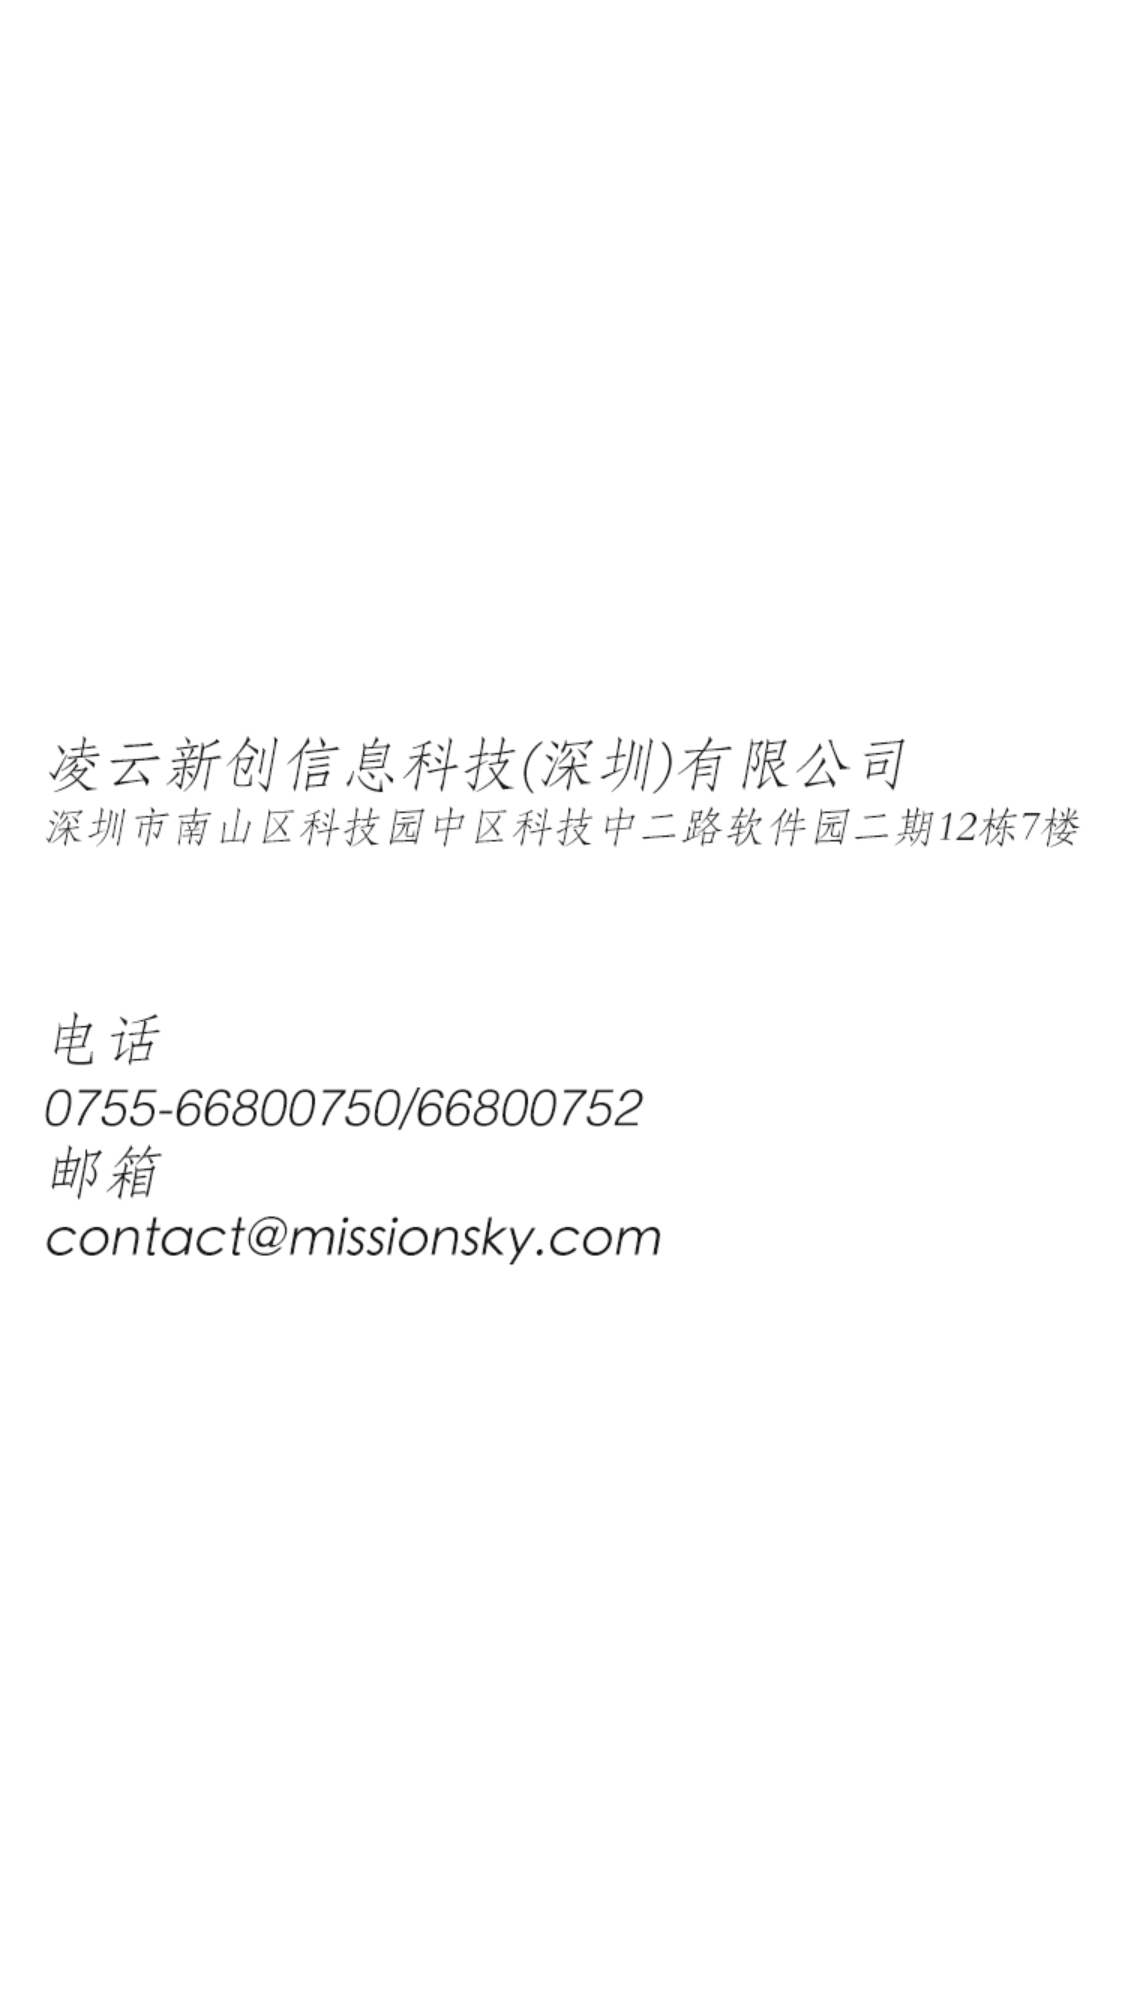 凌云新创信息科技(深圳)有限公司
深圳市南山区科技园中区科技中二路软件园二期12栋7楼
电话
0755-66800750/66800752
邮箱
contact@missionsky.com